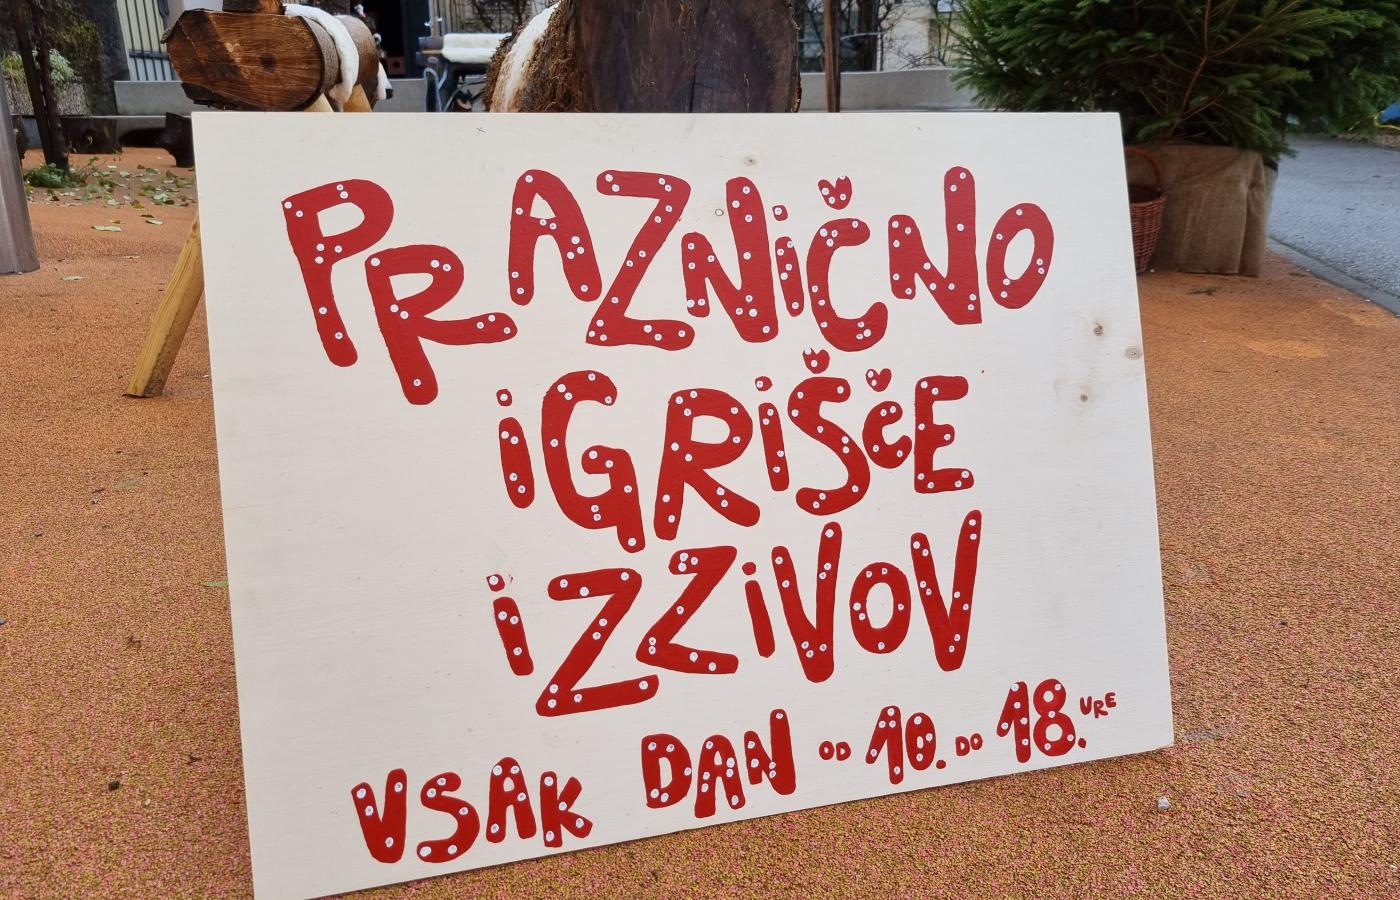 PRAZNiČNO
iGRiŠčE
iZZiVOV
VSAK DAN OD 10. DO 18. URE